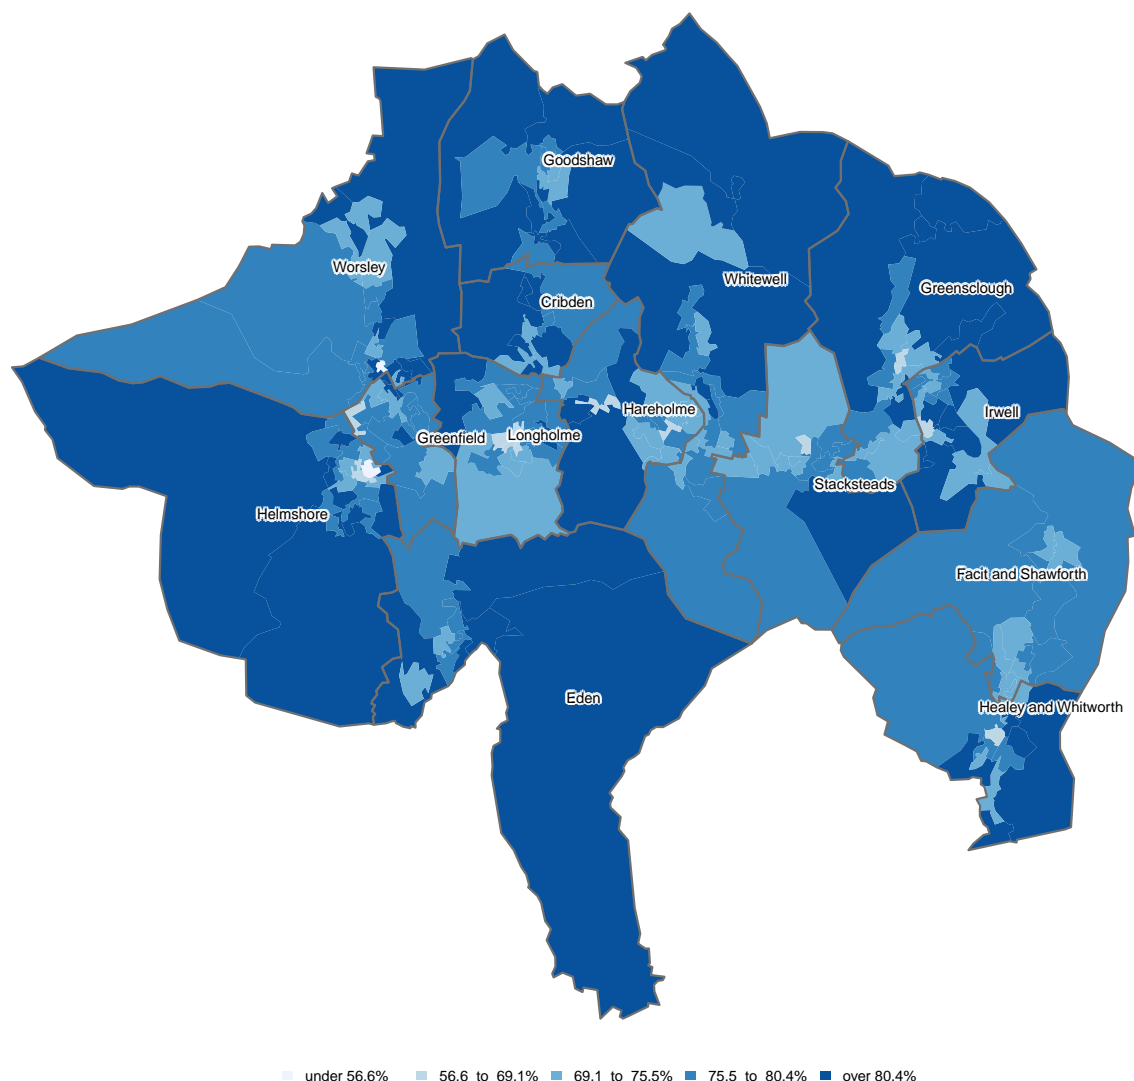 Goodshaw
Worsley
Whitewell
Greensclough
Cribden
Hareholme
Irwell
Greenfield
Longholme
Stacksteads
Helmshore
Facit and Shawforth
Eden
Healey and Whitworth
under 56.6% 56.6 to 69.1% 69.1 to 75.5% 75.5 to 80.4% over 80.4%